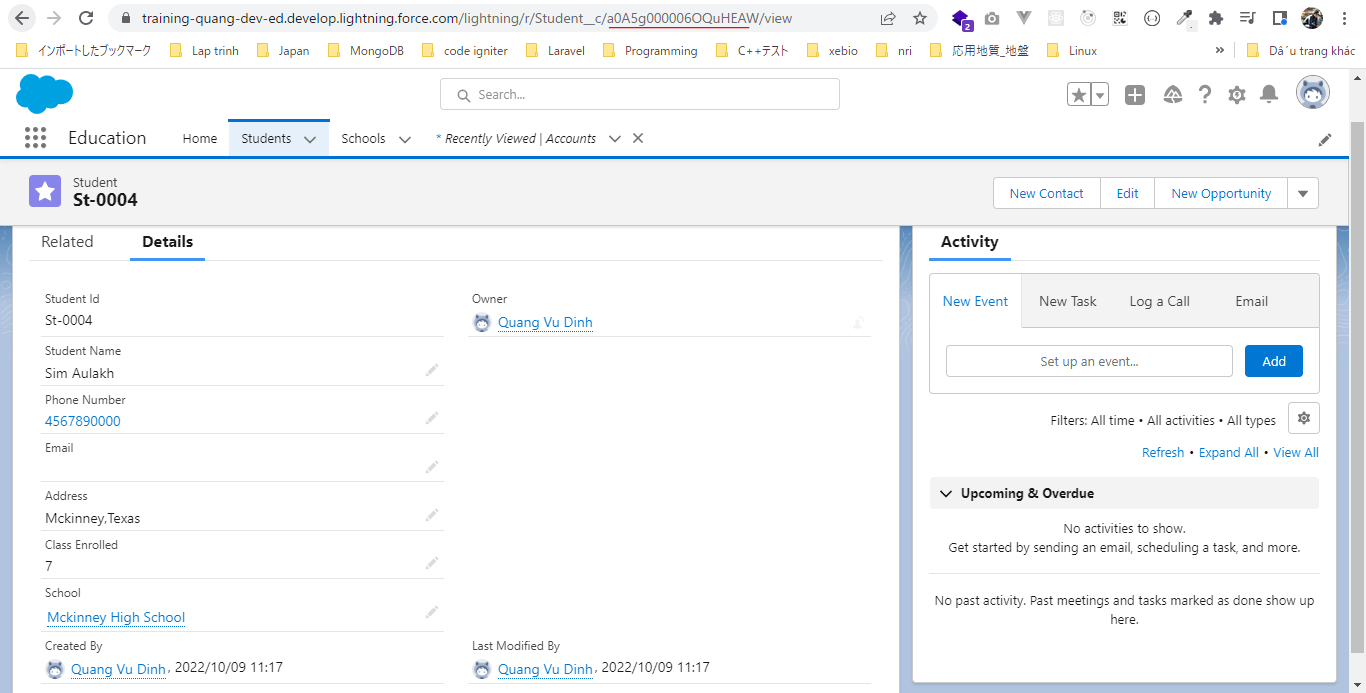 training-quang-dev-ed.develop.lightning.force.com/lightning/r/Student__c/a0A5g000006OQuHEAW/view
2
インポートしたブックマーク Lap trinh Japan MongoDB code igniter Laravel Programming C++テスト xebio nri 応用地質_地盤 Linux » Dấu trang khác
Search...
Education Home Students Schools * Recently Viewed | Accounts
Student
St-0004
New Contact Edit New Opportunity
Related Details
Activity
Student Id
St-0004
Owner
Quang Vu Dinh
Student Name
Sim Aulakh
Phone Number
4567890000
Email
Address
Mckinney,Texas
Class Enrolled
7
School
Mckinney High School
Created By
Quang Vu Dinh, 2022/10/09 11:17
Last Modified By
Quang Vu Dinh, 2022/10/09 11:17
New Event New Task Log a Call Email
Set up an event... Add
Filters: All time • All activities • All types
Refresh • Expand All • View All
Upcoming & Overdue
No activities to show.
Get started by sending an email, scheduling a task, and more.
No past activity. Past meetings and tasks marked as done show up
here.